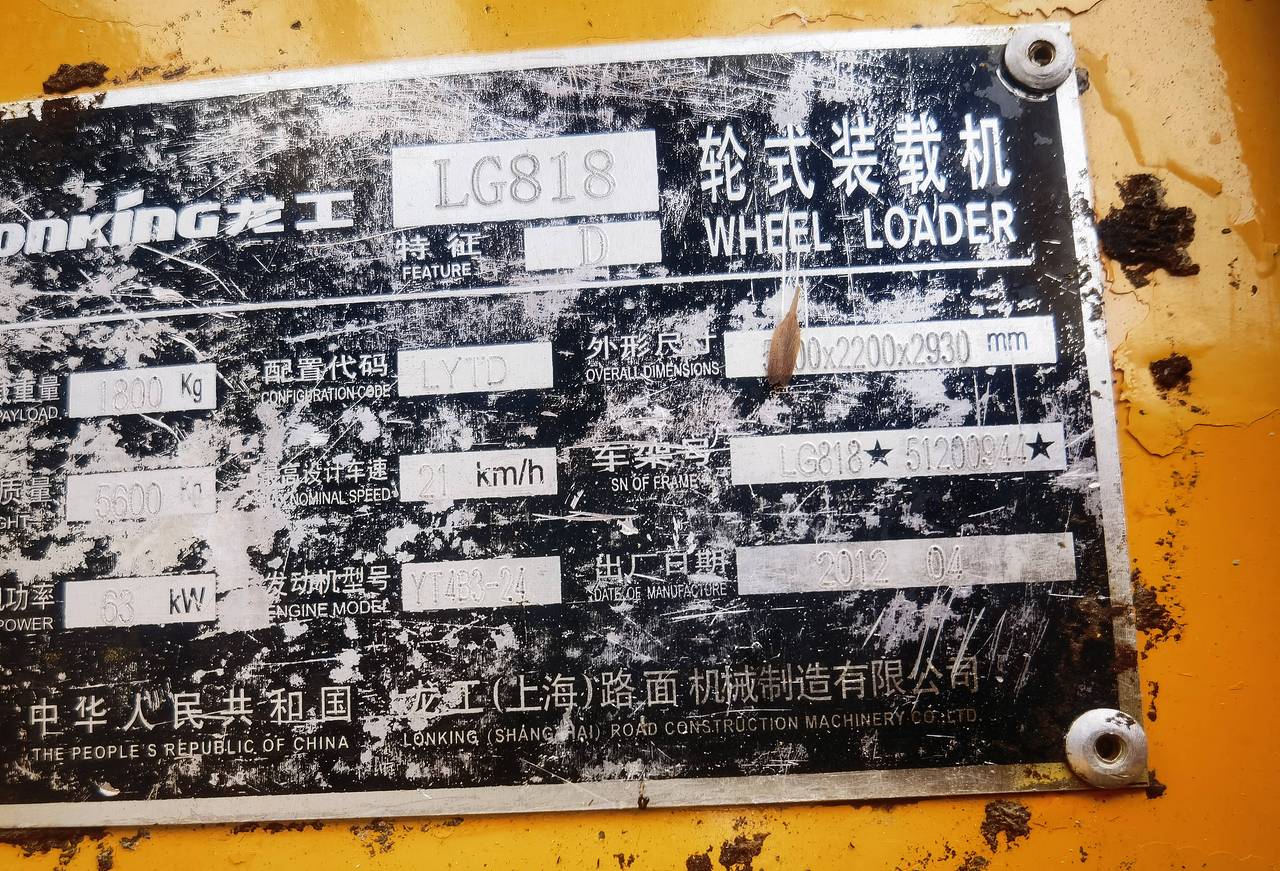 LG818
轮式装载机
onking龙工
特征 D
FEATURE
WHEEL LOADER
重量 1800 Kg
PAYLOAD
配置代码 LYTD
CONFIGURATION CODE
外形尺寸 00x2200x2930 mm
OVERALL DIMENSIONS
质量 5600 Kg
GHT
高设计车速 21 km/h
NOMINAL SPEED
车架号 LG818★ 51200944★
SN OF FRAME
功率 63 kW
POWER
发动机型号 YT4B3-24
ENGINE MODEL
出厂日期 2012 04
DATE OF MANUFACTURE
中华人民共和国 龙工(上海)路面机械制造有限公司
THE PEOPLE'S REPUBLIC OF CHINA LONKING (SHANGHAI) ROAD CONSTRUCTION MACHINERY CO.,LTD.